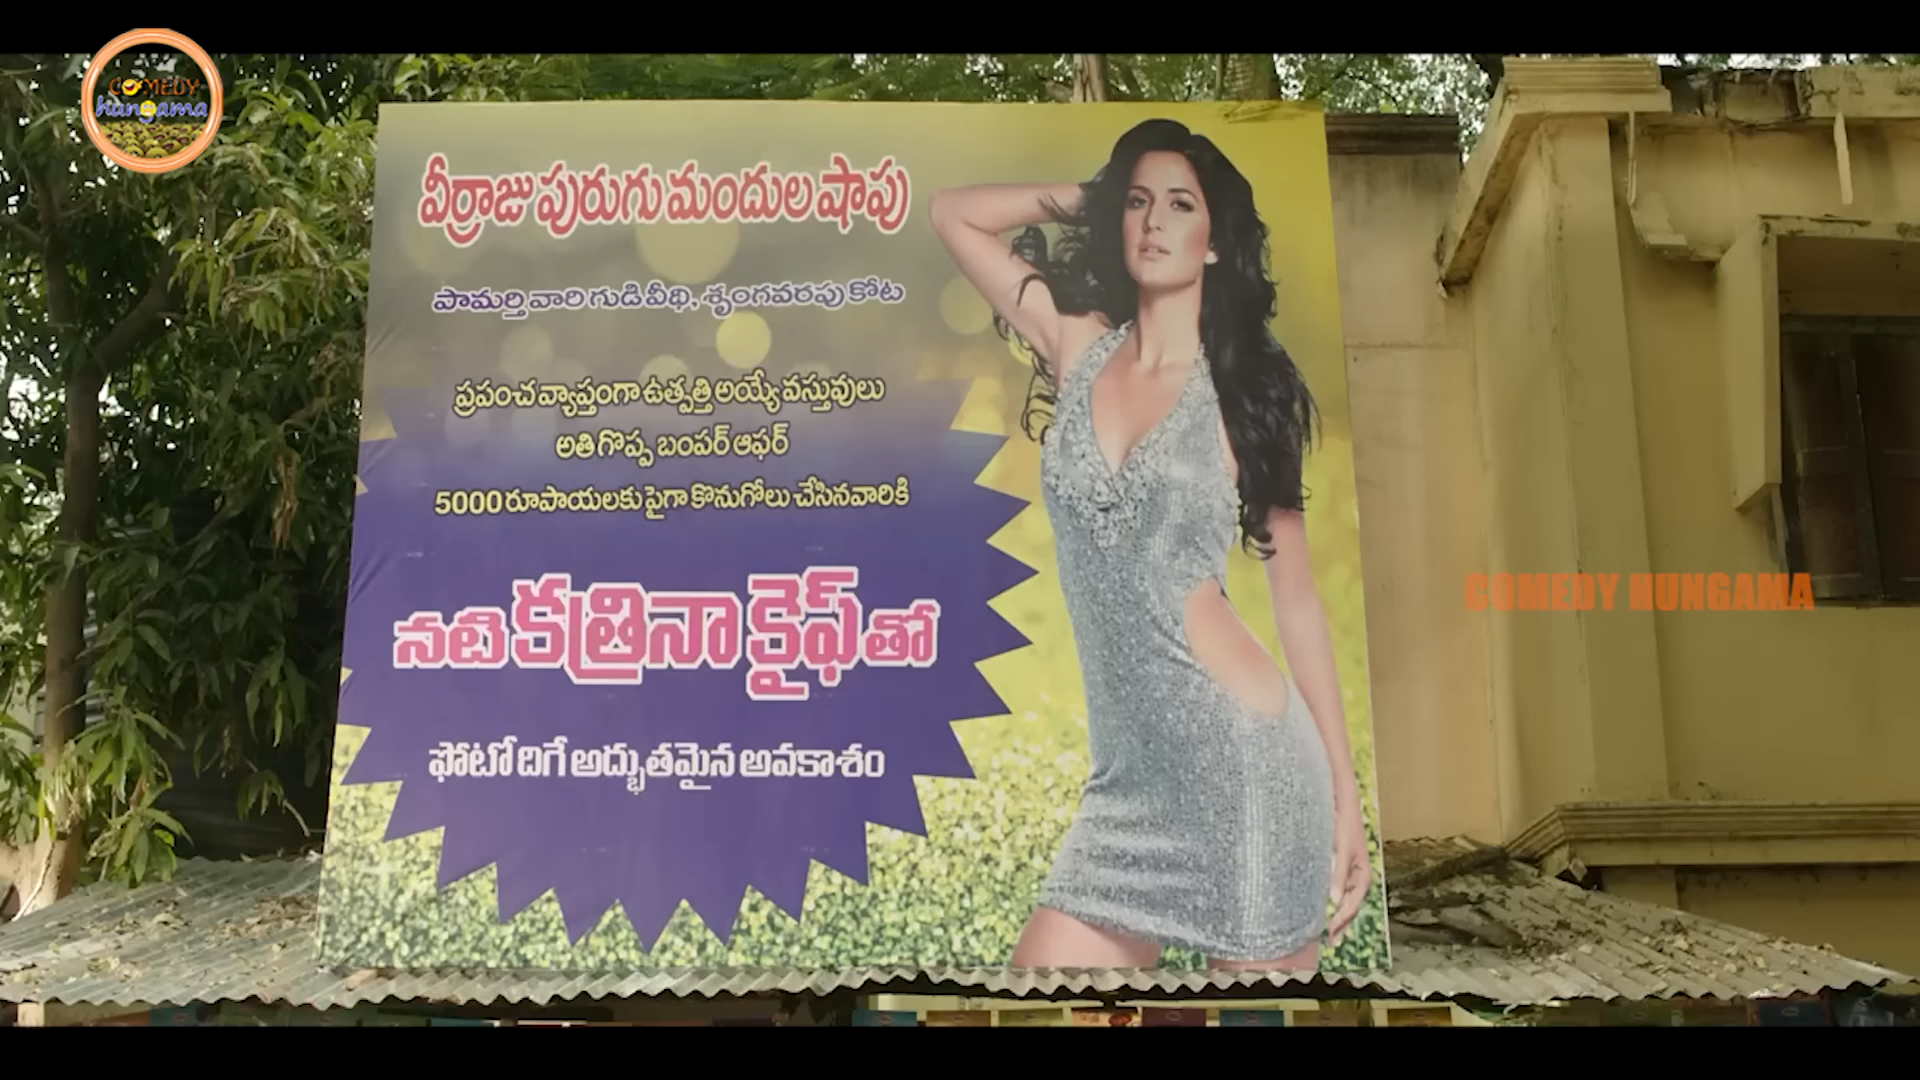 COMEDY
hungama
వీర్రాజు పురుగు మందుల షాపు
పామర్తి వారి గుడి వీధి, శృంగవరపు కోట
ప్రపంచ వ్యాప్తంగా ఉత్పత్తి అయ్యే వస్తువులు
అతి గొప్ప బంపర్ ఆఫర్
5000 రూపాయలకు పైగా కొనుగోలు చేసినవారికి
నటి కత్రినా కైఫ్ తో
ఫోటో దిగే అద్భుతమైన అవకాశం
COMEDY HUNGAMA